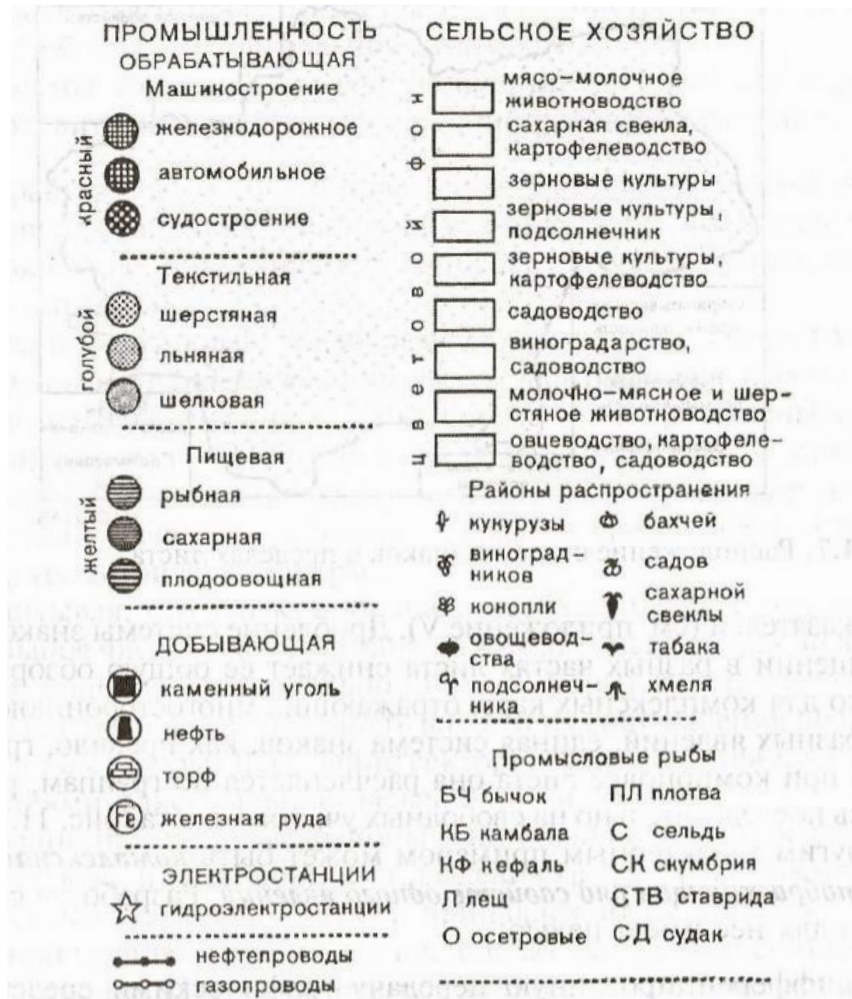 ПРОМЫШЛЕННОСТЬ
ОБРАБАТЫВАЮЩАЯ
Машиностроение
красный
железнодорожное
автомобильное
судостроение
Текстильная
голубой
шерстяная
льняная
шелковая
Пищевая
желтый
рыбная
сахарная
плодоовощная
ДОБЫВАЮЩАЯ
каменный уголь
нефть
торф
железная руда
ЭЛЕКТРОСТАНЦИИ
гидроэлектростанции
нефтепроводы
газопроводы
СЕЛЬСКОЕ ХОЗЯЙСТВО
цветовой фон
мясо-молочное
животноводство
сахарная свекла,
картофелеводство
зерновые культуры
зерновые культуры,
подсолнечник
зерновые культуры,
картофелеводство
садоводство
виноградарство,
садоводство
молочно-мясное и шер-
стяное животноводство
овцеводство, картофеле-
водство, садоводство
Районы распространения
кукурузы
виноград-
ников
конопли
овощевод-
ства
подсолнеч-
ника
бахчей
садов
сахарной
свеклы
табака
хмеля
Промысловые рыбы
БЧ бычок
КБ камбала
КФ кефаль
Л лещ
О осетровые
ПЛ плотва
С сельдь
СК скумбрия
СТВ ставрида
СД судак